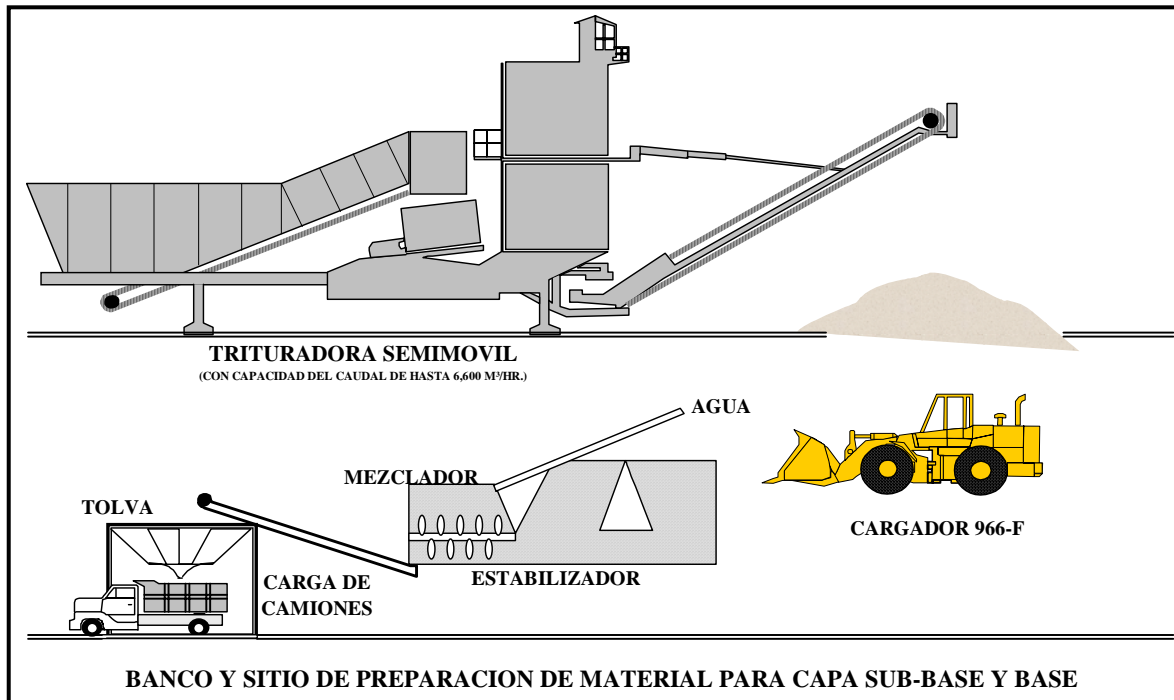 TRITURADORA SEMIMOVIL
(CON CAPACIDAD DEL CAUDAL DE HASTA 6,600 M³/HR.)
AGUA
MEZCLADOR
TOLVA
CARGADOR 966-F
ESTABILIZADOR
CARGA DE
CAMIONES
BANCO Y SITIO DE PREPARACION DE MATERIAL PARA CAPA SUB-BASE Y BASE